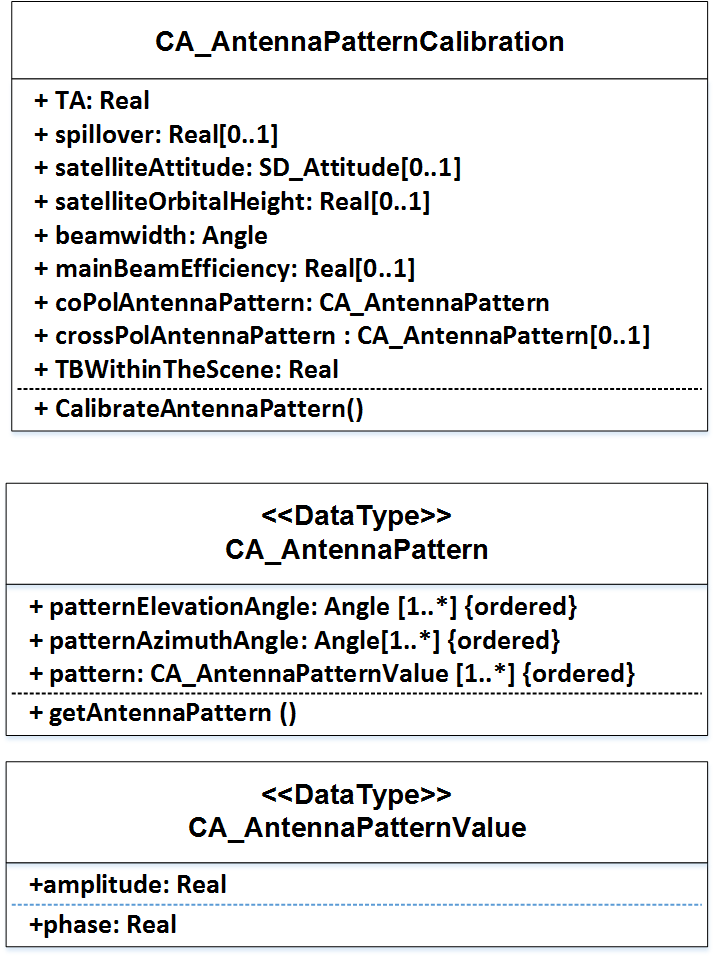 CA_AntennaPatternCalibration
+ TA: Real
+ spillover: Real[0..1]
+ satelliteAttitude: SD_Attitude[0..1]
+ satelliteOrbitalHeight: Real[0..1]
+ beamwidth: Angle
+ mainBeamEfficiency: Real[0..1]
+ coPolAntennaPattern: CA_AntennaPattern
+ crossPolAntennaPattern : CA_AntennaPattern[0..1]
+ TBWithinTheScene: Real
+ CalibrateAntennaPattern()
<<DataType>>
CA_AntennaPattern
+ patternElevationAngle: Angle [1..*] {ordered}
+ patternAzimuthAngle: Angle[1..*] {ordered}
+ pattern: CA_AntennaPatternValue [1..*] {ordered}
+ getAntennaPattern ()
<<DataType>>
CA_AntennaPatternValue
+amplitude: Real
+phase: Real